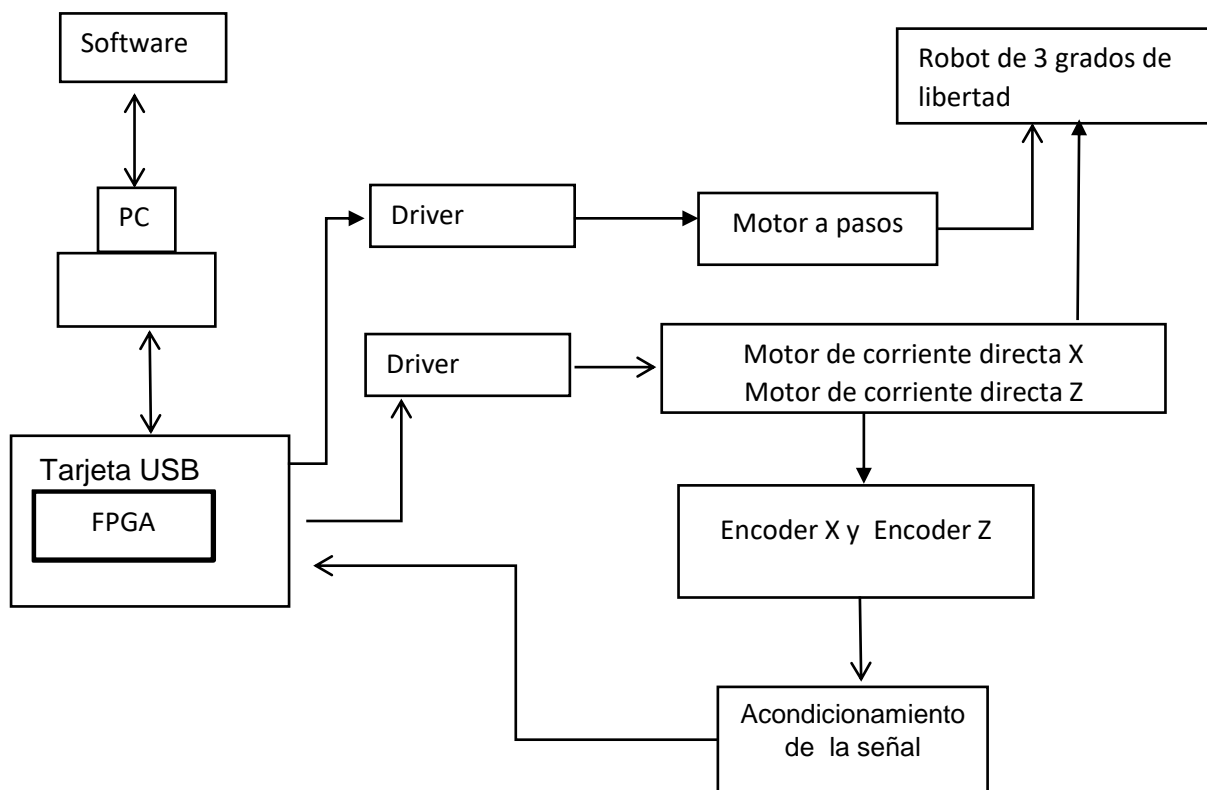 Software
Robot de 3 grados de
libertad
PC
Driver
Motor a pasos
Driver
Motor de corriente directa X
Motor de corriente directa Z
Tarjeta USB
FPGA
Encoder X y  Encoder Z
Acondicionamiento
de  la señal